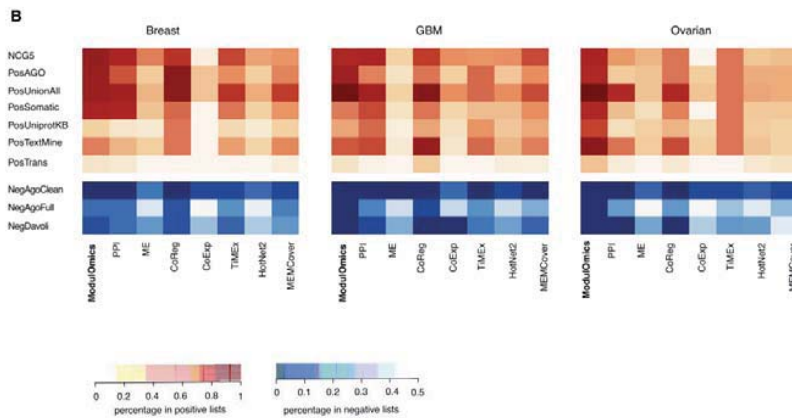 B
Breast GBM Ovarian
NCG5
PosAGO
PosUnionAll
PosSomatic
PosUniprotKB
PosTextMine
PosTrans
NegAgoClean
NegAgoFull
NegDavoli
ModulOmics PPI ME CoReg CoExp TiMEx HotNet2 MEMCover ModulOmics PPI ME CoReg CoExp TiMEx HotNet2 MEMCover ModulOmics PPI ME CoReg CoExp TiMEx HotNet2 MEMCover
0 0.2 0.4 0.6 0.8 1 0 0.1 0.2 0.3 0.4 0.5
percentage in positive lists percentage in negative lists